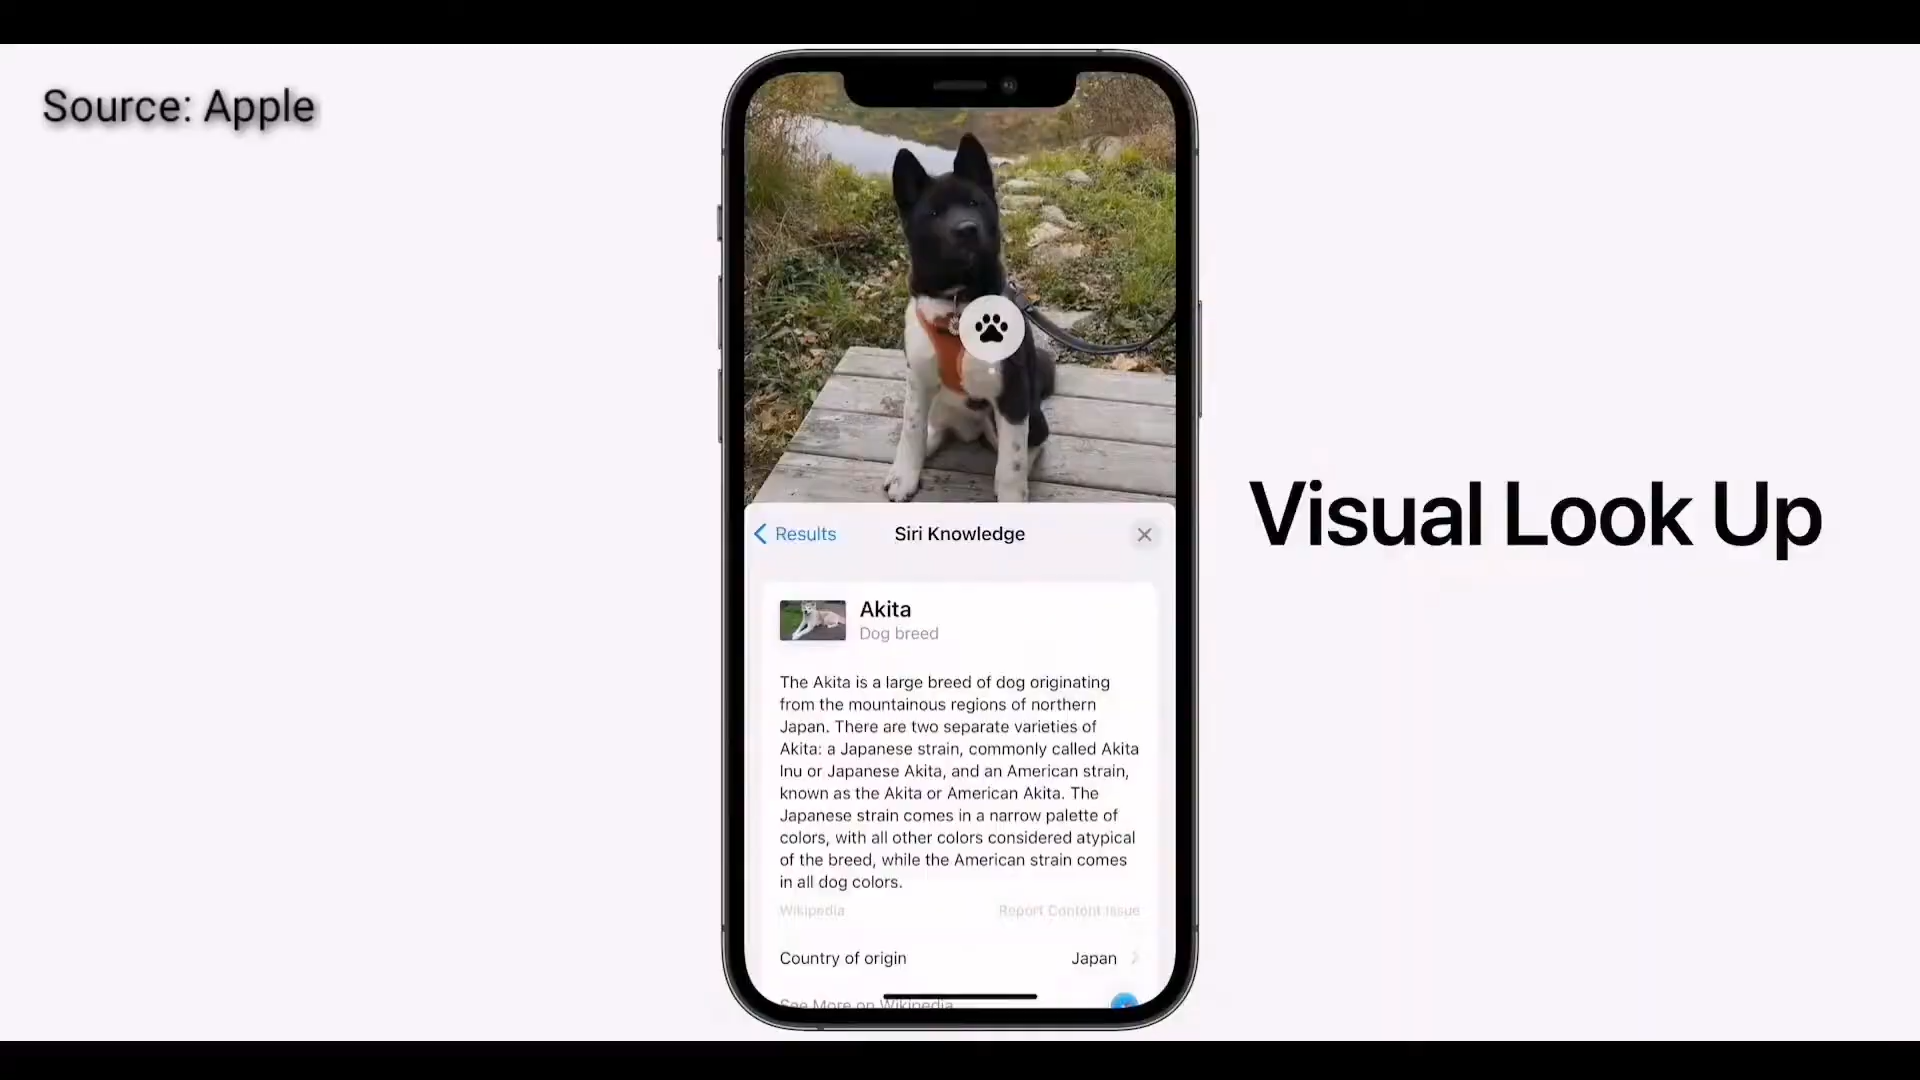 Source: Apple
Visual Look Up
Results
Siri Knowledge
Akita
Dog breed
The Akita is a large breed of dog originating
from the mountainous regions of northern
Japan. There are two separate varieties of
Akita: a Japanese strain, commonly called Akita
Inu or Japanese Akita, and an American strain,
known as the Akita or American Akita. The
Japanese strain comes in a narrow palette of
colors, with all other colors considered atypical
of the breed, while the American strain comes
in all dog colors.
Wikipedia
Report Content Issue
Country of origin
Japan
See More on Wikipedia